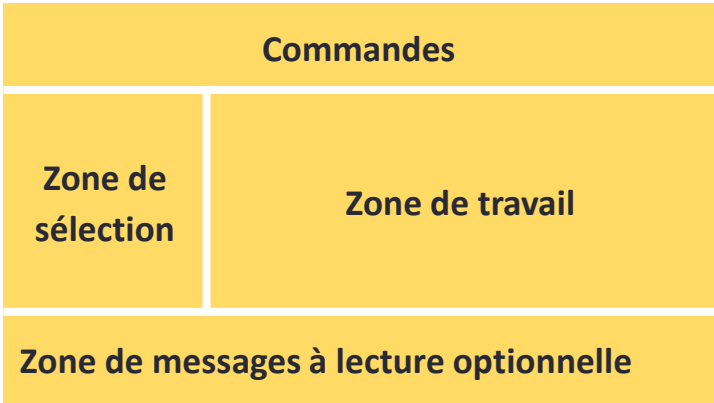 Commandes
Zone de
sélection
Zone de travail
Zone de messages à lecture optionnelle